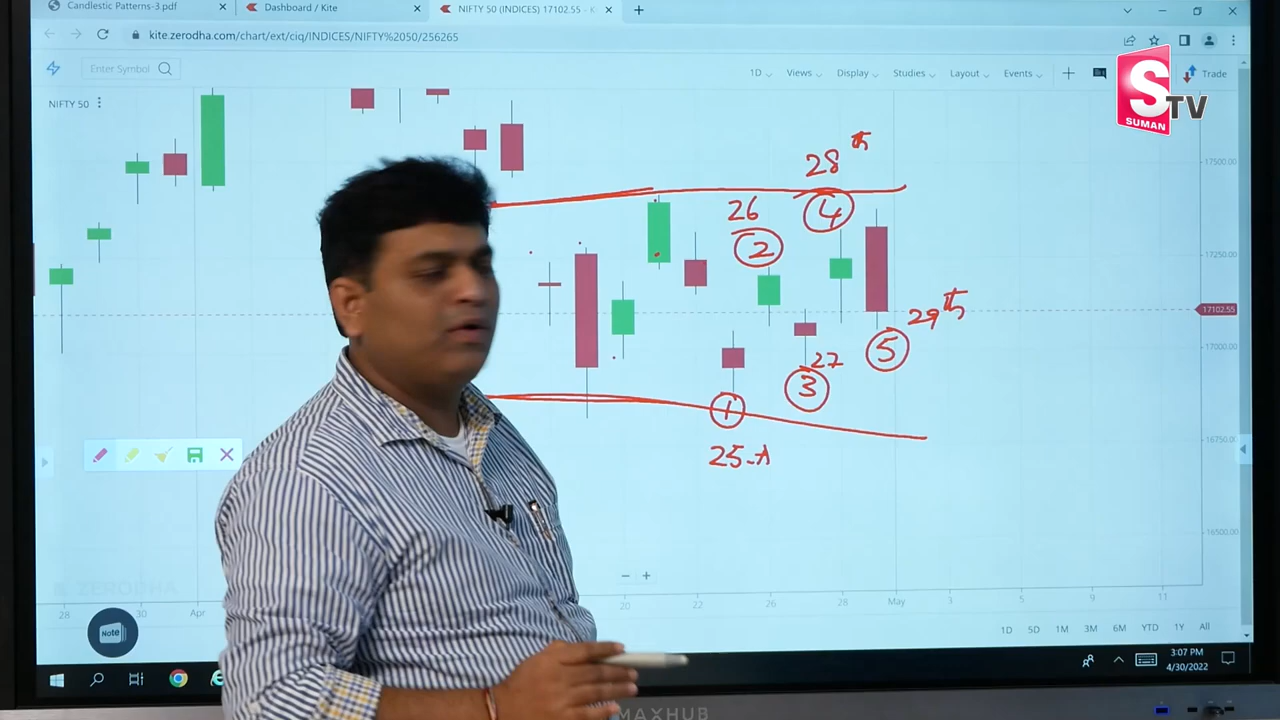 Candlestic Patterns-3.pdf
Dashboard / Kite
NIFTY 50 (INDICES) 17102.55 - K
kite.zerodha.com/chart/ext/ciq/INDICES/NIFTY%2050/256265
Enter Symbol
1D
Views
Display
Studies
Layout
Events
Trade
S
TV
SUMAN
NIFTY 50
17500.00
17250.00
17102.55
17000.00
16750.00
16500.00
28th
26
4
2
29th
5
27
3
1
25-A
ZERODHA
28
30
Apr
20
22
26
28
May
3
5
9
11
1D
5D
1M
3M
6M
YTD
1Y
All
Note
3:07 PM
4/30/2022
MAXHUB